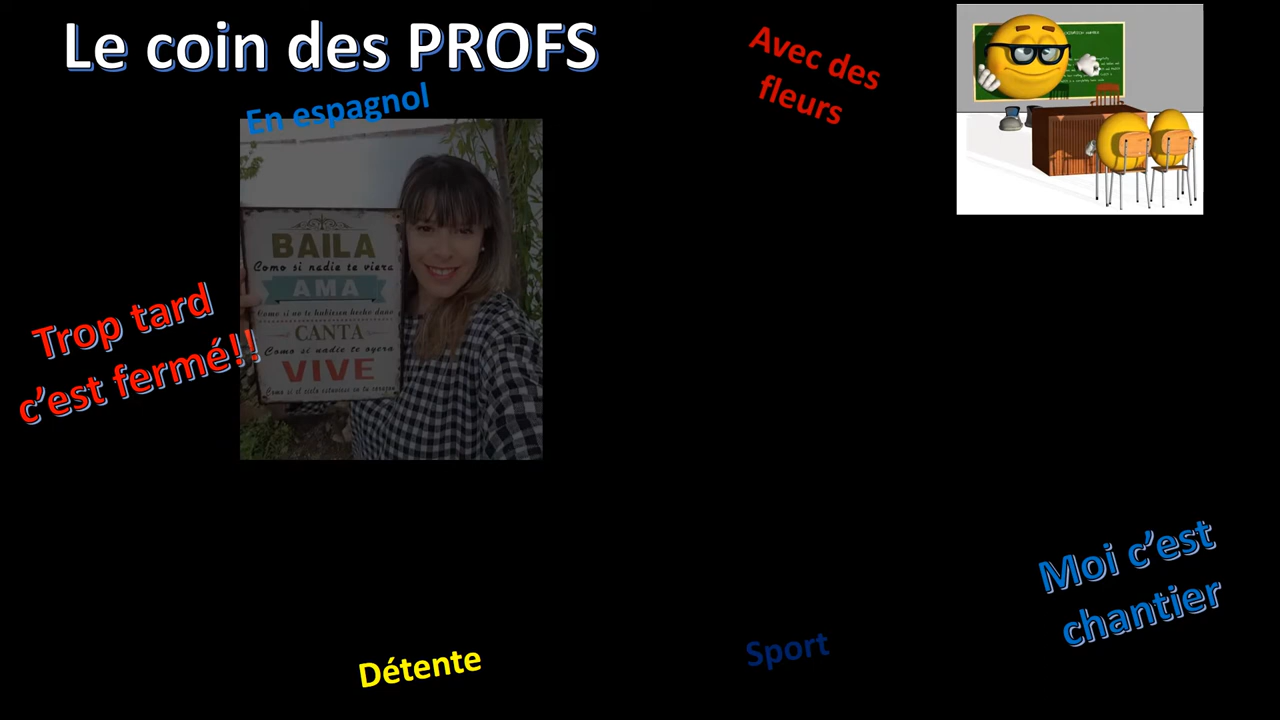 Le coin des PROFS
En espagnol
Avec des
fleurs
BAILA
Como si nadie te viera
AMA
Como si no te hubiesen hecho daño
CANTA
Como si nadie te oyera
VIVE
Trop tard
c'est fermé!!
Moi c'est
chantier
Détente
Sport